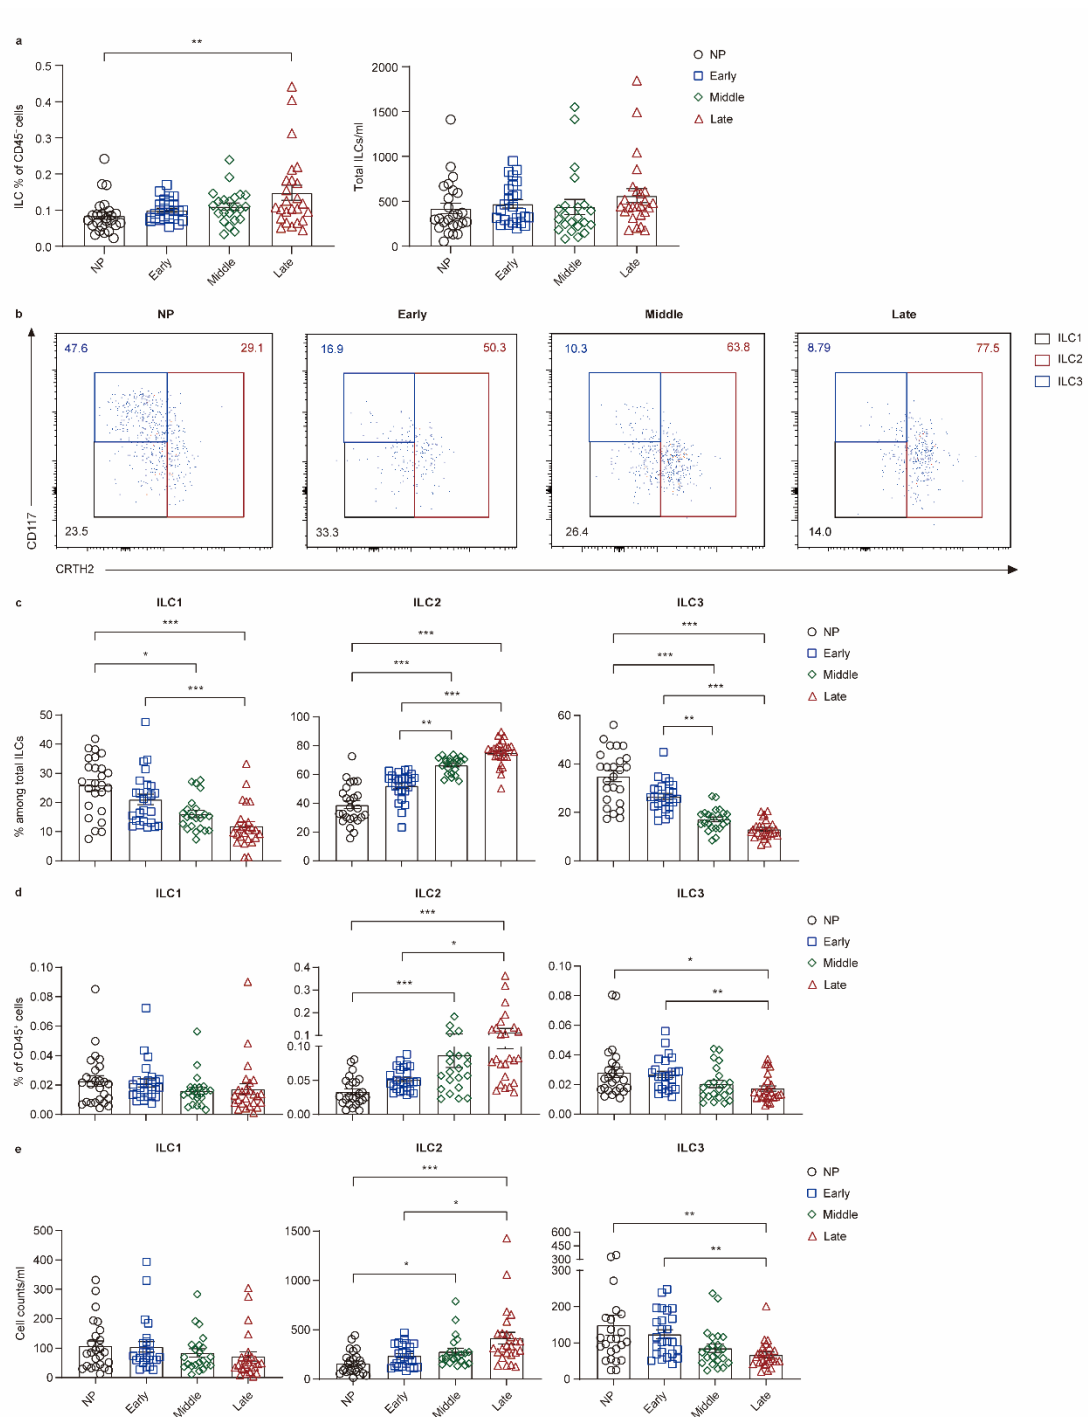 a
**
NP
Early
Middle
Late
ILC % of CD45⁻ cells
0.5
0.4
0.3
0.2
0.1
0.0
NP Early Middle Late
Total ILCs/ml
2000
1500
1000
500
0
NP Early Middle Late
b
NP Early Middle Late
47.6 29.1 16.9 50.3 10.3 63.8 8.79 77.5
ILC1
ILC2
ILC3
23.5 33.3 26.4 14.0
CD117
CRTH2
c
ILC1 ILC2 ILC3
NP
Early
Middle
Late
*** * ***
*** *** *** **
*** *** *** **
% among total ILCs
50
40
30
20
10
0
100
80
60
40
20
0
60
40
20
0
d
ILC1 ILC2 ILC3
NP
Early
Middle
Late
*** * ***
* **
% of CD45⁺ cells
0.10
0.08
0.06
0.04
0.02
0.00
0.4
0.3
0.2
0.1
0.10
0.05
0.00
0.10
0.08
0.06
0.04
0.02
0.00
e
ILC1 ILC2 ILC3
NP
Early
Middle
Late
*** * *
** **
Cell counts/ml
500
400
300
200
100
0
1500
1000
500
0
600
450
300
300
200
100
0
NP Early Middle Late
NP Early Middle Late
NP Early Middle Late